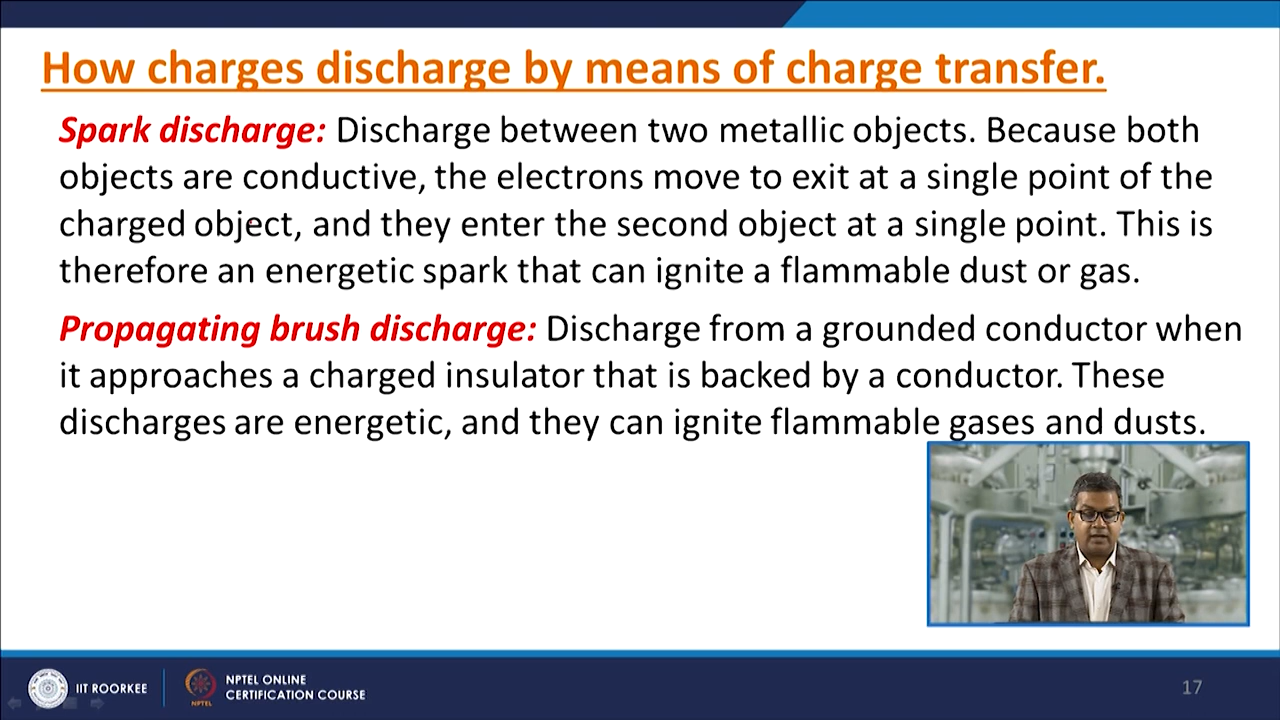 How charges discharge by means of charge transfer.
Spark discharge: Discharge between two metallic objects. Because both
objects are conductive, the electrons move to exit at a single point of the
charged object, and they enter the second object at a single point. This is
therefore an energetic spark that can ignite a flammable dust or gas.
Propagating brush discharge: Discharge from a grounded conductor when
it approaches a charged insulator that is backed by a conductor. These
discharges are energetic, and they can ignite flammable gases and dusts.
IIT ROORKEE
NPTEL
NPTEL ONLINE
CERTIFICATION COURSE
17